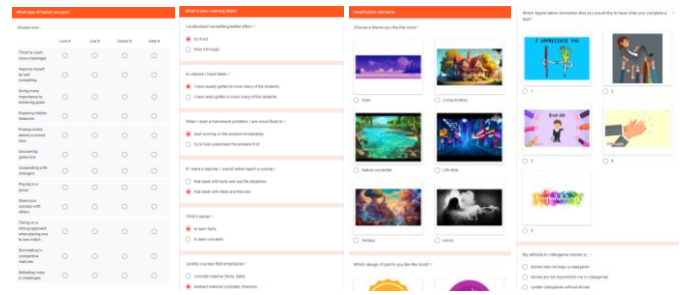 What type of Gamer are you?
choose one
Love it
Like it
Dislike it
Hate it
Thirst to crave
more challenges
Improve myself
by self
competing
Giving more
importance to
achieving goals
Exploring hidden
treasures
Uncovering
game lore
Cooperating with
strangers
Playing in a
group
Share your
success with
others
Taking on a
strong opponent
when playing one
to one match
Dominating in
competitive
matches
Defeating rivals
in challenges
What is your Learning Style?
I understand something better after
try it out
think it through
In classes I have taken
I have usually gotten to know many of the students.
I have rarely gotten to know many of the students.
When I start a homework problem, I am more likely to
start working on the solution immediately.
try to fully understand the problem first.
If I were a teacher, I would rather teach a course
that deals with facts and real life situations.
that deals with ideas and theories.
I find it easier
to learn facts.
to learn concepts.
I prefer courses that emphasize
concrete material (facts, data).
abstract material (concepts, theories).
Gamification elements
Choose a theme you like the most
Living location
Nature connected
Life style
Fantasy
Horror
Which design of points you like the most?
Which Appreciation Animation that you would like to have when you complete a
task?
I APPRECIATE YOU
1
2
Great Job
3
4
5
My attitude to videogame stories is:
Stories help me enjoy a videogame
Stories are not important to me in videogames
I prefer videogames without stories